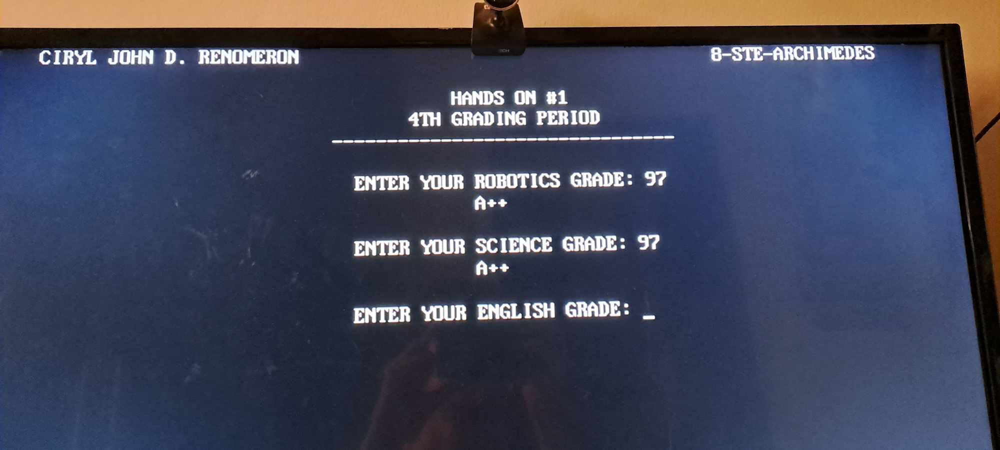 CIRYL JOHN D. RENOMERON
8-STE-ARCHIMEDES
HANDS ON #1
4TH GRADING PERIOD
--------------------------------
ENTER YOUR ROBOTICS GRADE: 97
A++
ENTER YOUR SCIENCE GRADE: 97
A++
ENTER YOUR ENGLISH GRADE: _